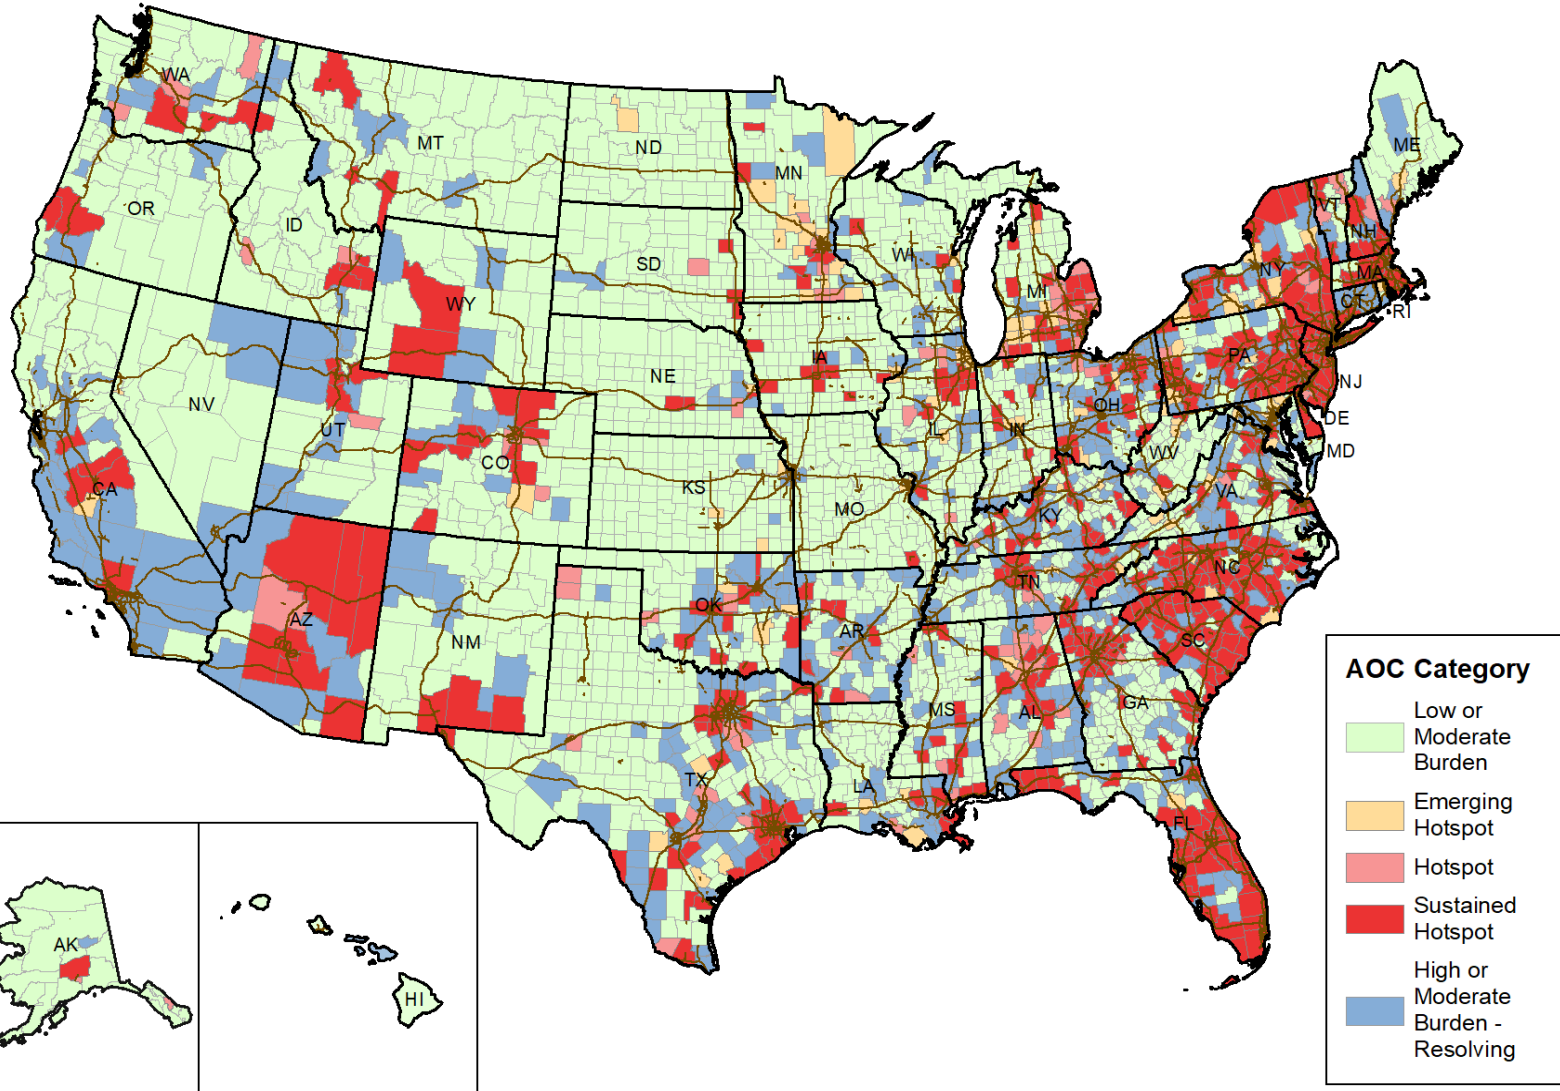 WA
MT
ND
MN
ME
OR
ID
SD
WI
MI
VT
NH
NY
MA
CT
RI
WY
NV
UT
NE
IA
PA
NJ
CA
CO
KS
MO
IL
IN
OH
WV
DE
MD
VA
KY
AZ
NM
OK
AR
TN
NC
SC
MS
AL
GA
TX
LA
FL
AK
HI
AOC Category
Low or
Moderate
Burden
Emerging
Hotspot
Hotspot
Sustained
Hotspot
High or
Moderate
Burden -
Resolving